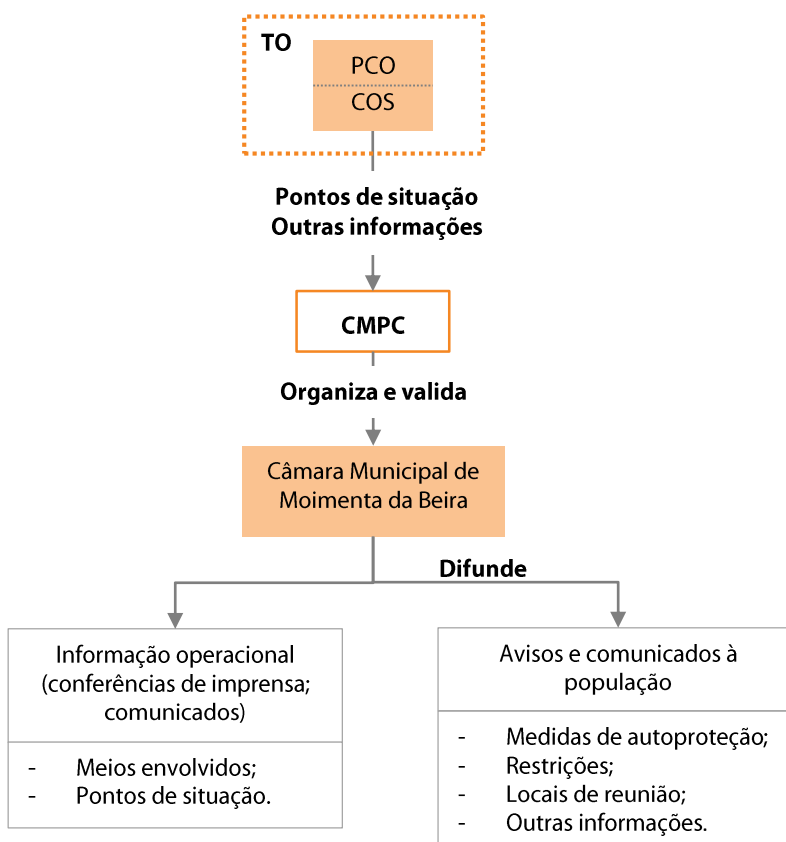 TO
PCO
COS
Pontos de situação
Outras informações
CMPC
Organiza e valida
Câmara Municipal de
Moimenta da Beira
Difunde
Informação operacional
(conferências de imprensa;
comunicados)
- Meios envolvidos;
- Pontos de situação.
Avisos e comunicados à
população
- Medidas de autoproteção;
- Restrições;
- Locais de reunião;
- Outras informações.